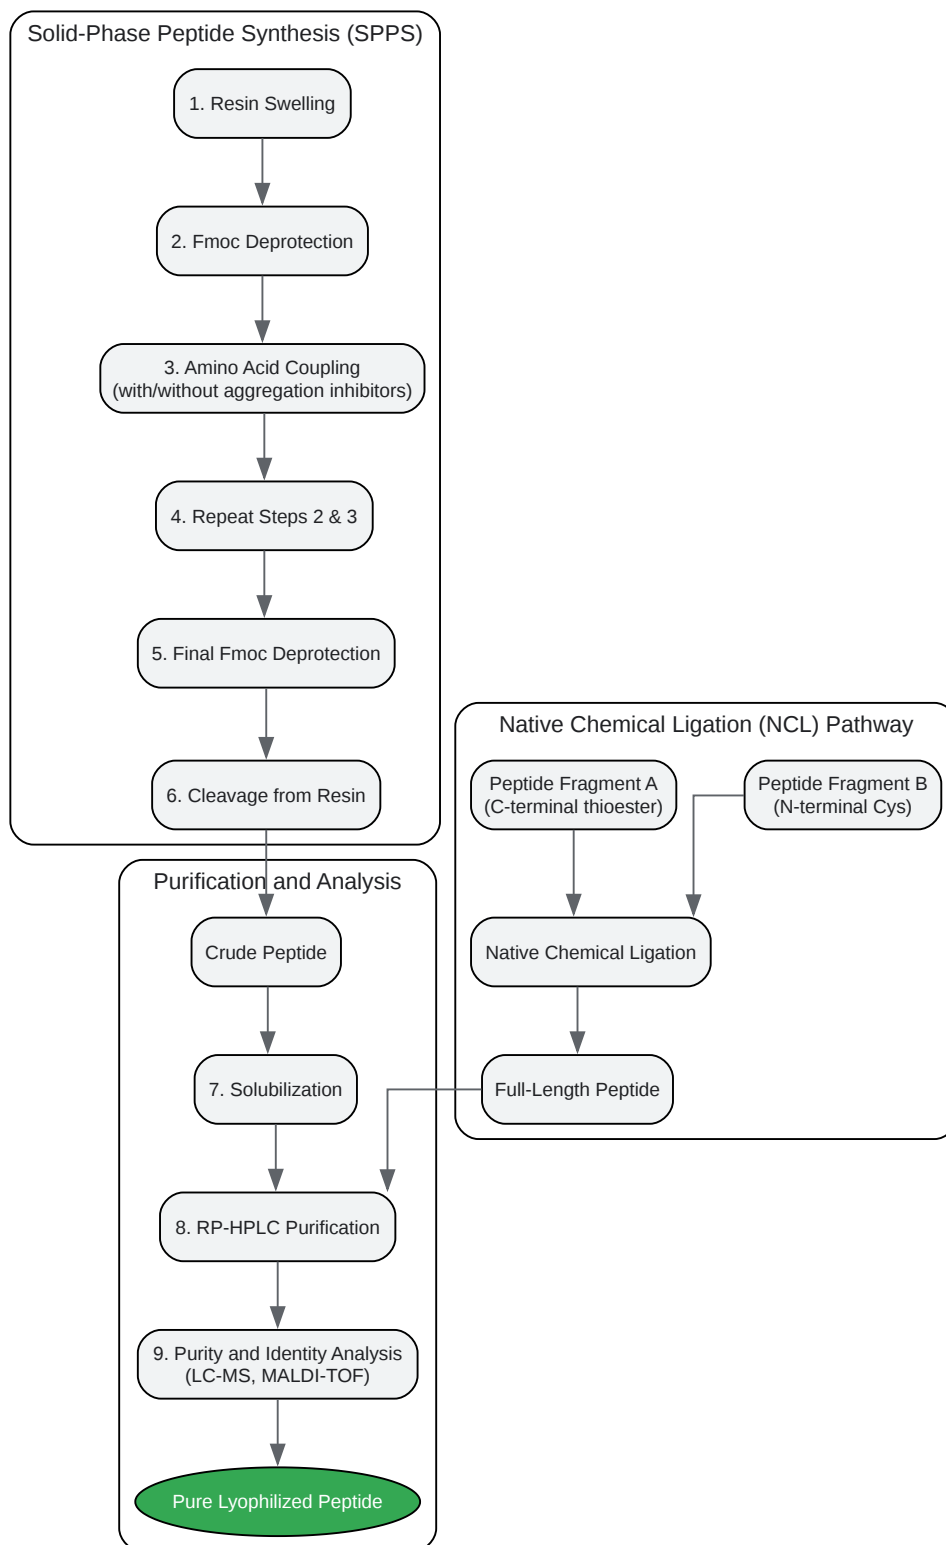 Solid-Phase Peptide Synthesis (SPPS)
1. Resin Swelling
2. Fmoc Deprotection
3. Amino Acid Coupling
(with/without aggregation inhibitors)
4. Repeat Steps 2 & 3
5. Final Fmoc Deprotection
6. Cleavage from Resin
Native Chemical Ligation (NCL) Pathway
Peptide Fragment A
(C-terminal thioester)
Peptide Fragment B
(N-terminal Cys)
Native Chemical Ligation
Full-Length Peptide
Purification and Analysis
Crude Peptide
7. Solubilization
8. RP-HPLC Purification
9. Purity and Identity Analysis
(LC-MS, MALDI-TOF)
Pure Lyophilized Peptide